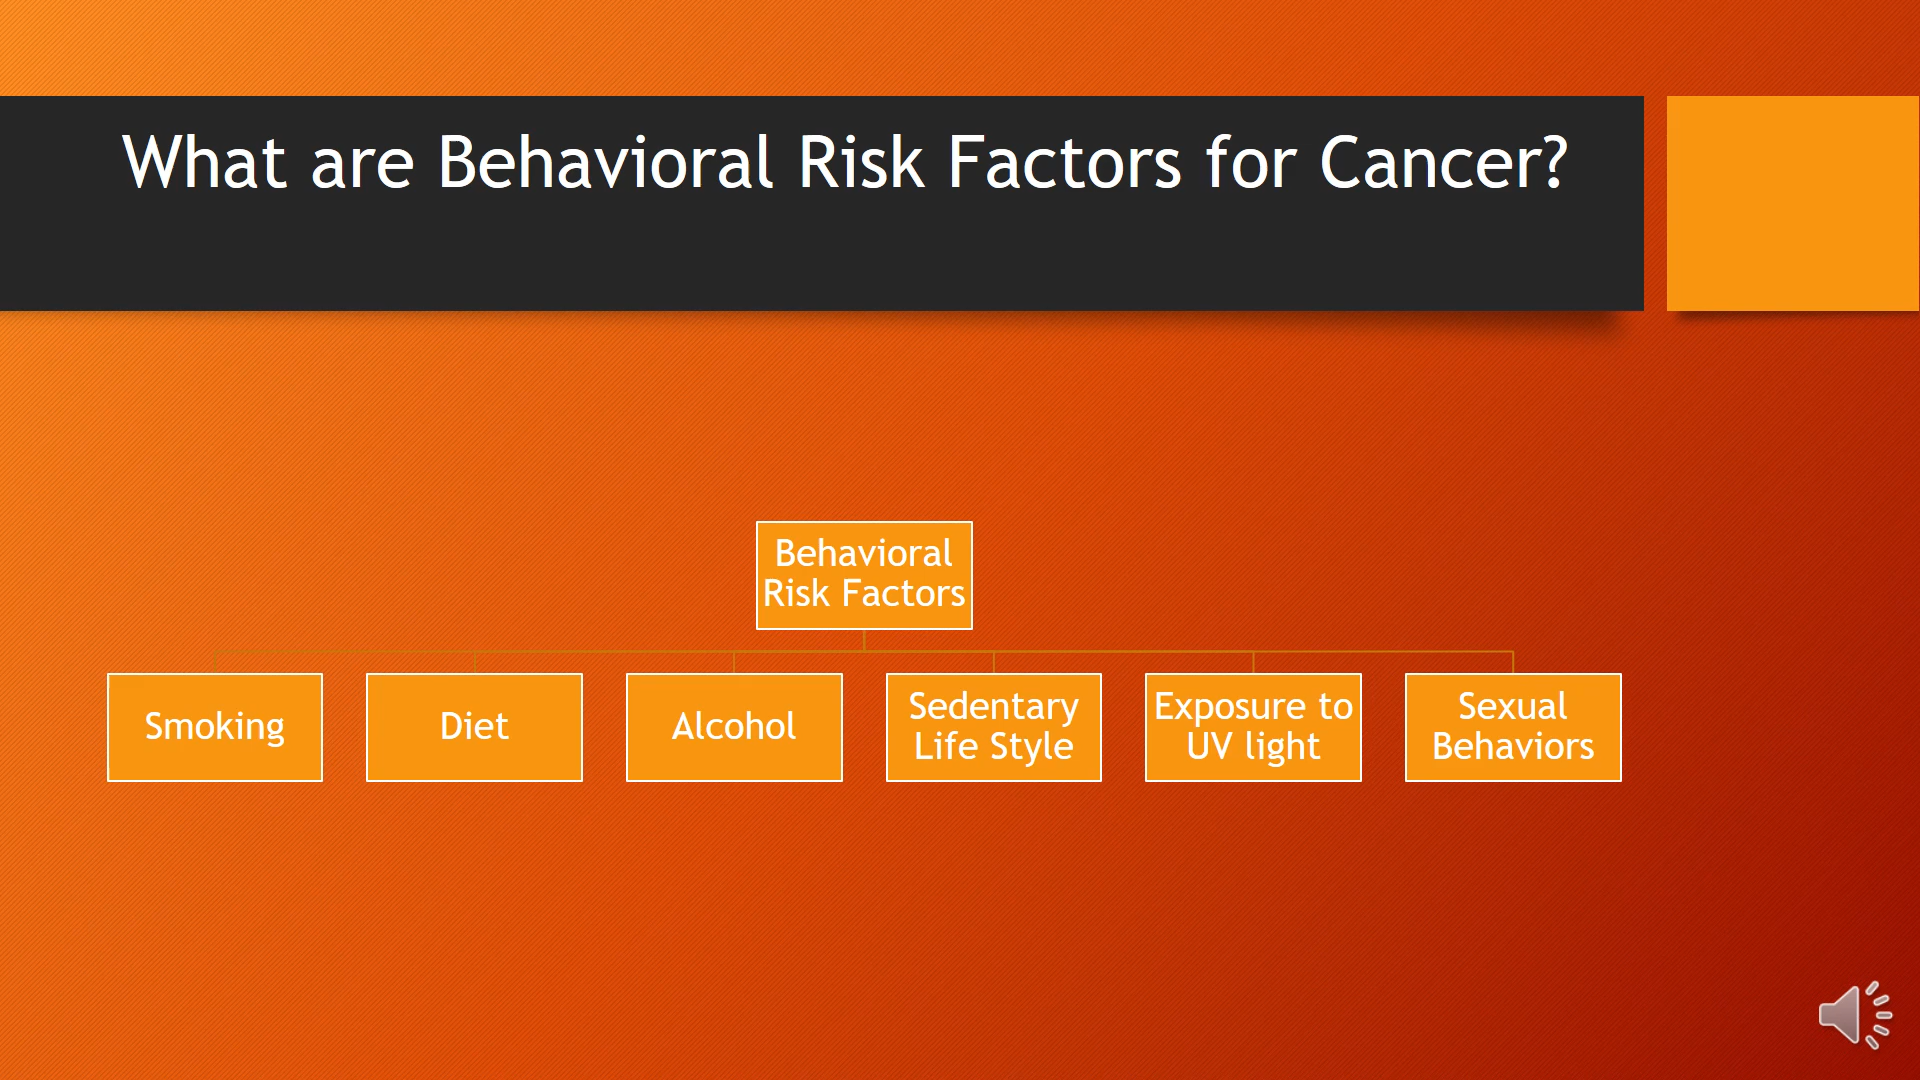 What are Behavioral Risk Factors for Cancer?
Behavioral
Risk Factors
Smoking
Diet
Alcohol
Sedentary
Life Style
Exposure to
UV light
Sexual
Behaviors